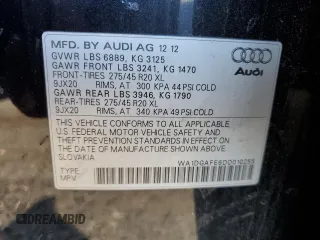 MFD. BY AUDI AG 12 12
GVWR LBS 6889, KG 3125
GAWR FRONT LBS 3241, KG 1470
FRONT-TIRES 275/45 R20 XL
9JX20 RIMS, AT 300 KPA 44 PSI COLD
GAWR REAR LBS 3946, KG 1790
REAR-TIRES 275/45 R20 XL
9JX20 RIMS, AT 340 KPA 49 PSI COLD
Audi
THIS VEHICLE CONFORMS TO ALL APPLICABLE
U.S. FEDERAL MOTOR VEHICLE SAFETY AND
THEFT PREVENTION STANDARDS IN EFFECT ON
THE DATE OF MANUFACTURE SHOWN ABOVE.
SLOVAKIA
TYPE:
MPV
DREAMBID